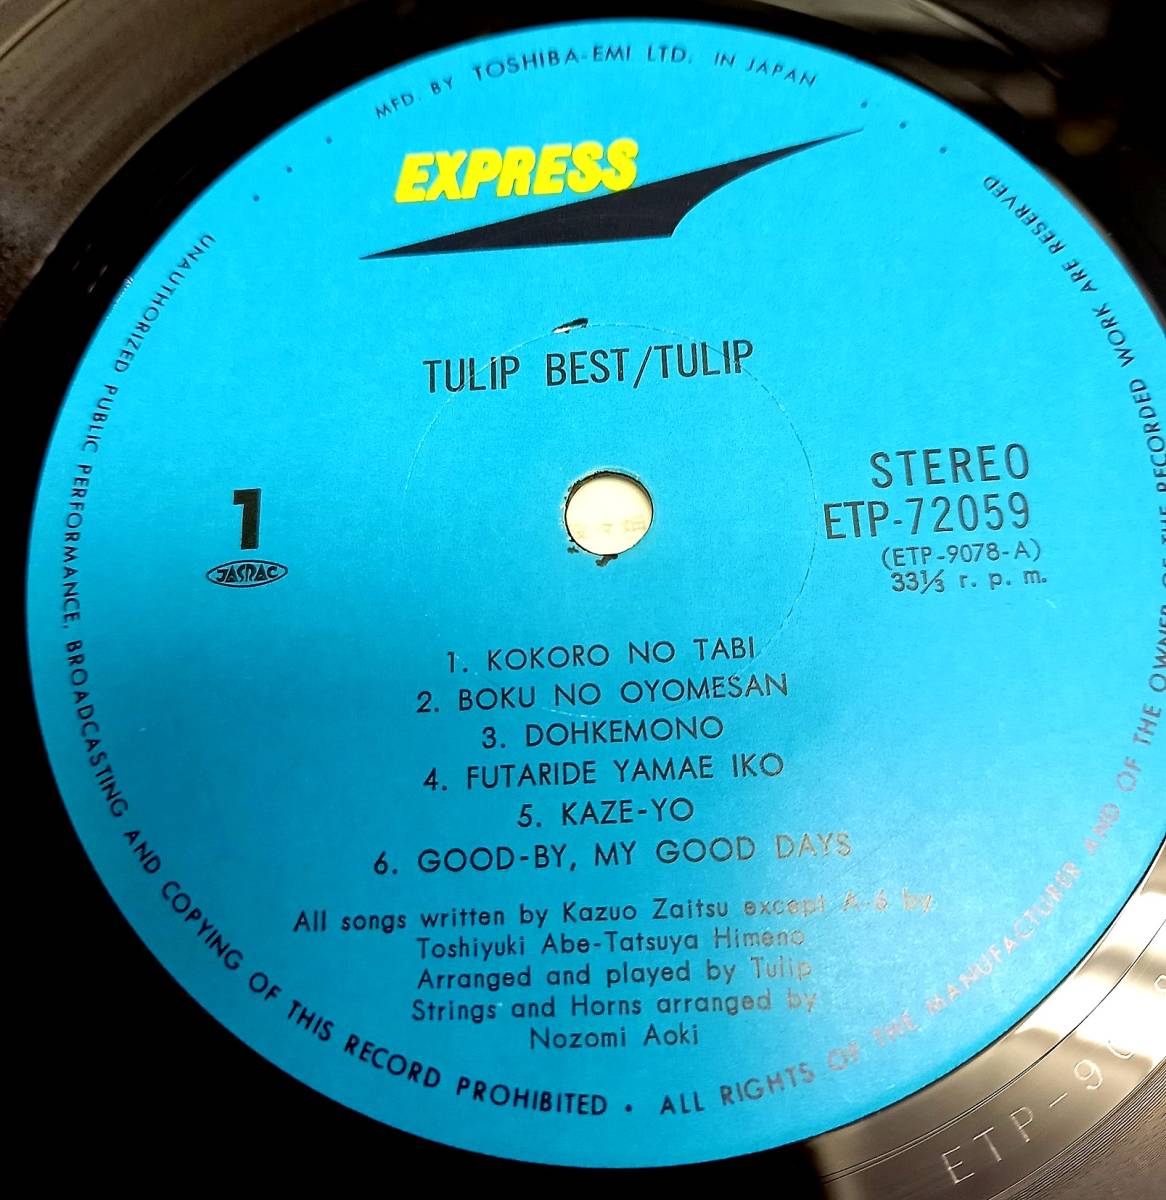 MFD. BY TOSHIBA-EMI LTD. IN JAPAN
EXPRESS
TULIP BEST/TULIP
STEREO
ETP-72059
(ETP-9078-A)
33⅓ r. p. m.
1
JASRAC
1. KOKORO NO TABI
2. BOKU NO OYOMESAN
3. DOHKEMONO
4. FUTARIDE YAMAE IKO
5. KAZE-YO
6. GOOD-BY, MY GOOD DAYS
All songs written by Kazuo Zaitsu except A-6 by
Toshiyuki Abe-Tatsuya Himeno
Arranged and played by Tulip
Strings and Horns arranged by
Nozomi Aoki
UNAUTHORIZED PUBLIC PERFORMANCE, BROADCASTING AND COPYING OF THIS RECORD PROHIBITED • ALL RIGHTS OF THE MANUFACTURER AND OF THE OWNER OF THE RECORDED WORK ARE RESERVED
ETP-9